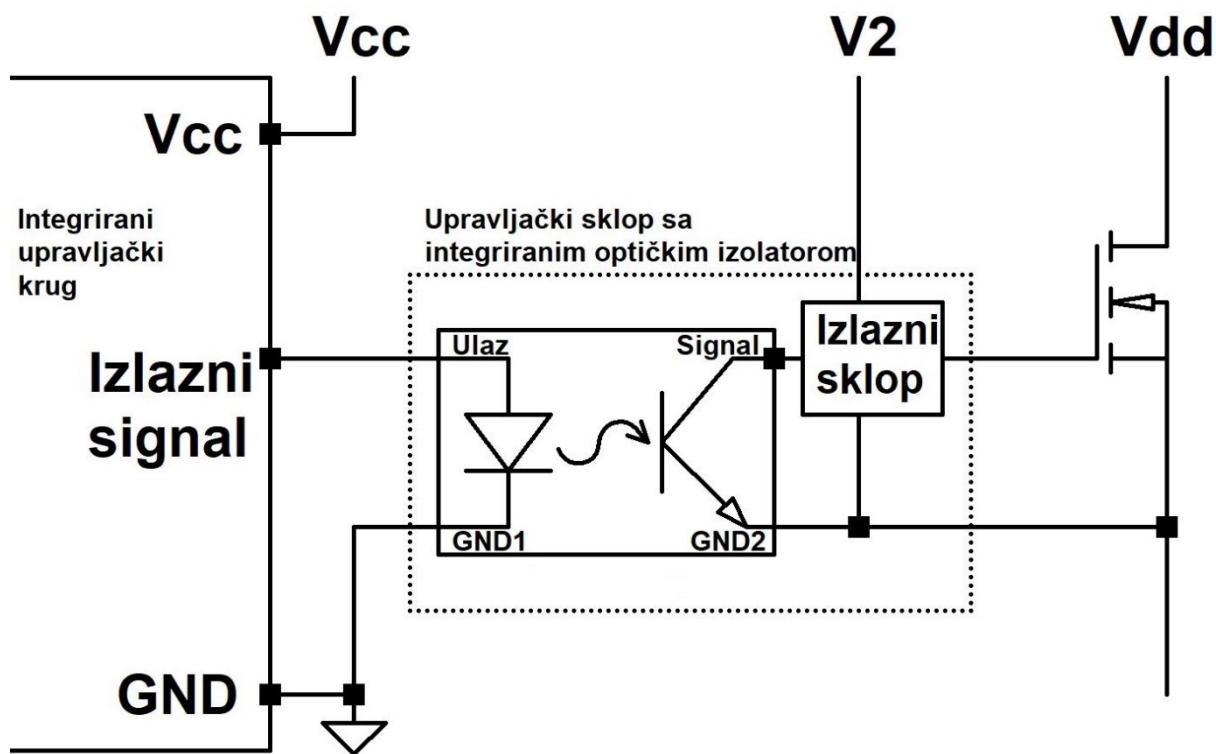 Vcc
V2
Vdd
Vcc
Integrirani
upravljački
krug
Upravljački sklop sa
integriranim optičkim izolatorom
Izlazni
signal
Ulaz
Signal
Izlazni
sklop
GND1
GND2
GND